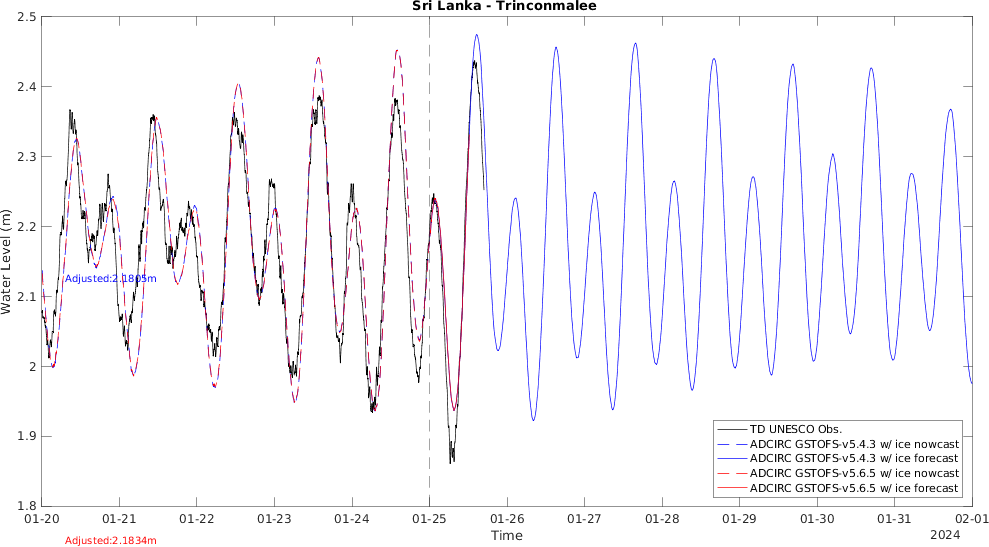 Sri Lanka - Trinconmalee
2.5
2.4
2.3
2.2
2.1
2
1.9
1.8
Water Level (m)
Adjusted:2.1805m
TD UNESCO Obs.
ADCIRC GSTOFS-v5.4.3 w/ ice nowcast
ADCIRC GSTOFS-v5.4.3 w/ ice forecast
ADCIRC GSTOFS-v5.6.5 w/ ice nowcast
ADCIRC GSTOFS-v5.6.5 w/ ice forecast
01-20 01-21 01-22 01-23 01-24 01-25 01-26 01-27 01-28 01-29 01-30 01-31 02-01
Time
2024
Adjusted:2.1834m